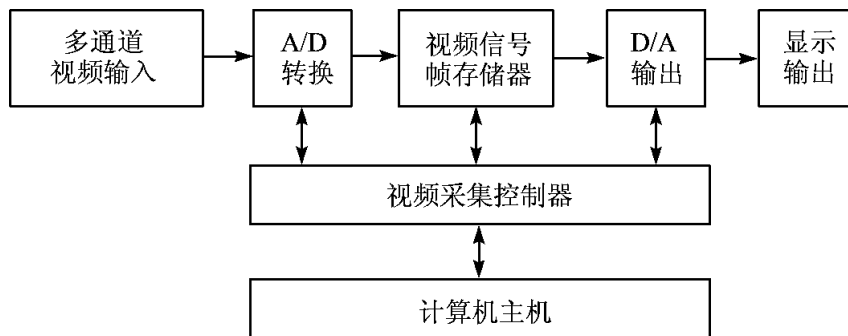 多通道
视频输入
A/D
转换
视频信号
帧存储器
D/A
输出
显示
输出
视频采集控制器
计算机主机